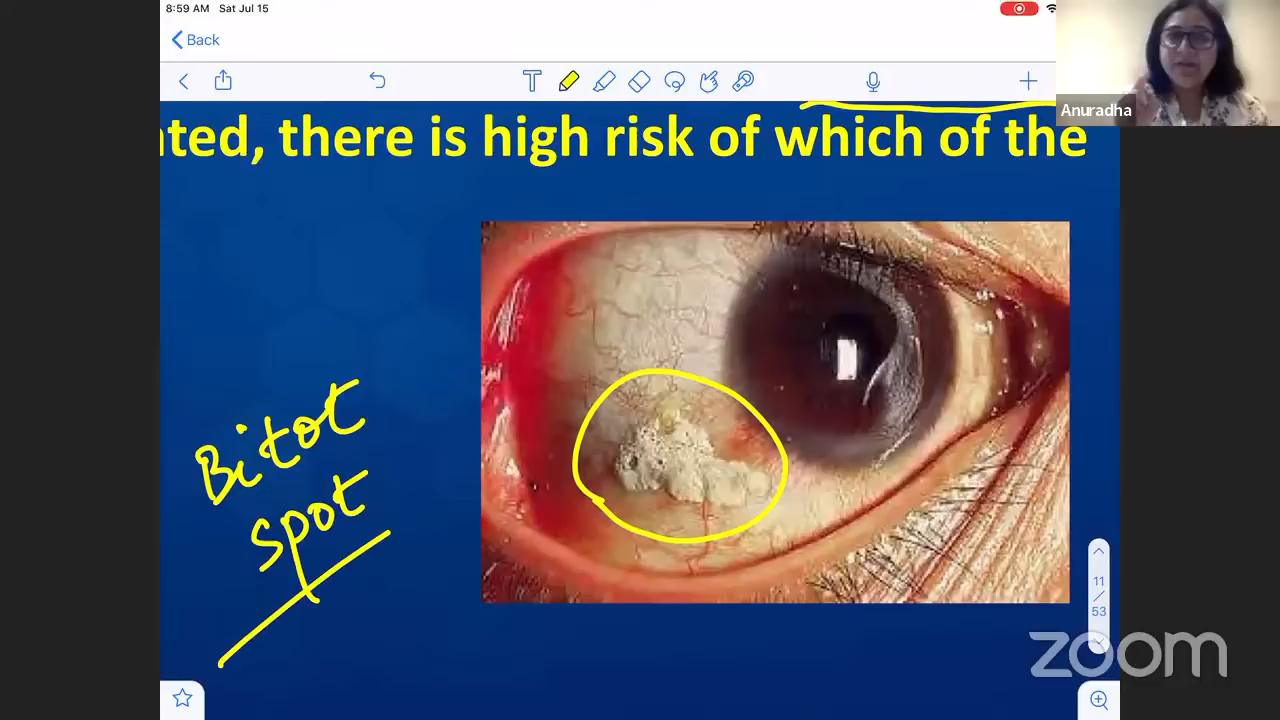 8:59 AM Sat Jul 15
Back
Anuradha
ated, there is high risk of which of the
Bitot
spot
11
/
53
zoom